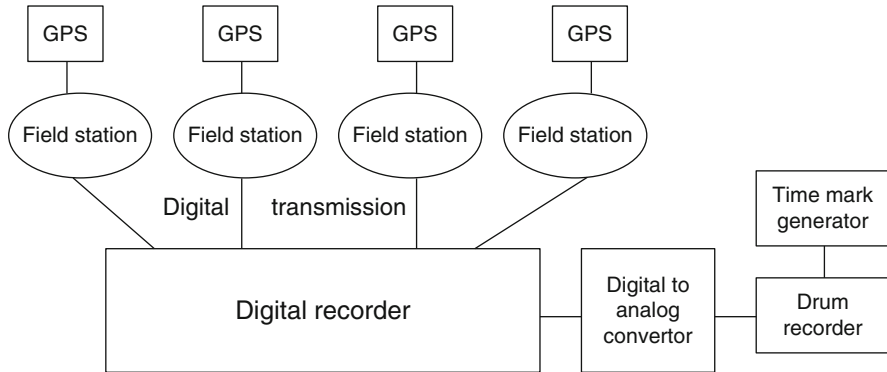 GPS
GPS
GPS
GPS
Field station
Field station
Field station
Field station
Digital transmission
Time mark
generator
Digital recorder
Digital to
analog
convertor
Drum
recorder